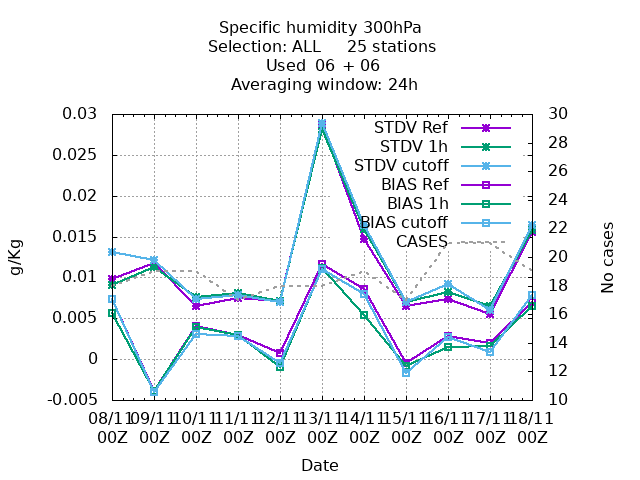 Specific humidity 300hPa
Selection: ALL 25 stations
Used 06 + 06
Averaging window: 24h
0.03
0.025
0.02
0.015
0.01
0.005
0
-0.005
g/Kg
30
28
26
24
22
20
18
16
14
12
10
No cases
STDV Ref
STDV 1h
STDV cutoff
BIAS Ref
BIAS 1h
BIAS cutoff
CASES
08/11 09/11 10/11 11/11 12/11 13/11 14/11 15/11 16/11 17/11 18/11
00Z 00Z 00Z 00Z 00Z 00Z 00Z 00Z 00Z 00Z 00Z
Date